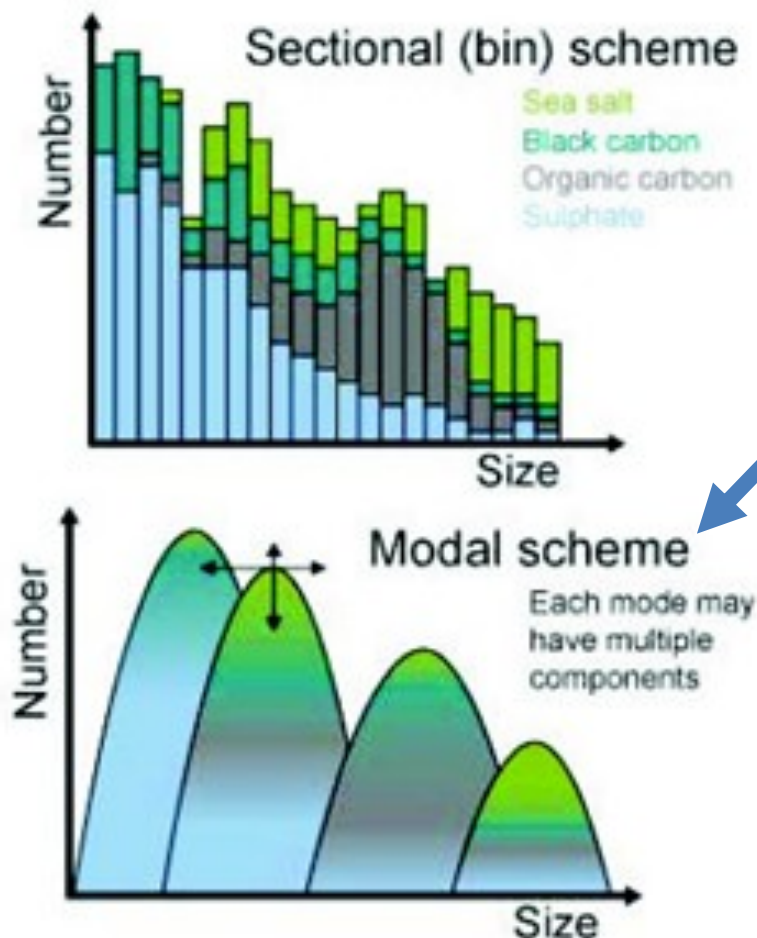 Sectional (bin) scheme
Sea salt
Black carbon
Organic carbon
Sulphate
Number
Size
Modal scheme
Each mode may
have multiple
components
Number
Size